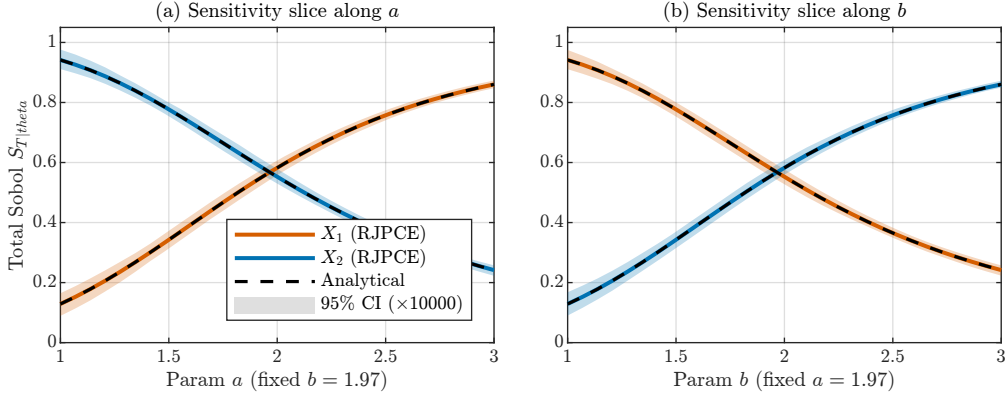 (a) Sensitivity slice along a
(b) Sensitivity slice along b
Total Sobol S_{T|theta}
1
0.8
0.6
0.4
0.2
0
X_1 (RJPCE)
X_2 (RJPCE)
Analytical
95% CI (×10000)
1
1.5
2
2.5
3
Param a (fixed b = 1.97)
1
0.8
0.6
0.4
0.2
0
1
1.5
2
2.5
3
Param b (fixed a = 1.97)